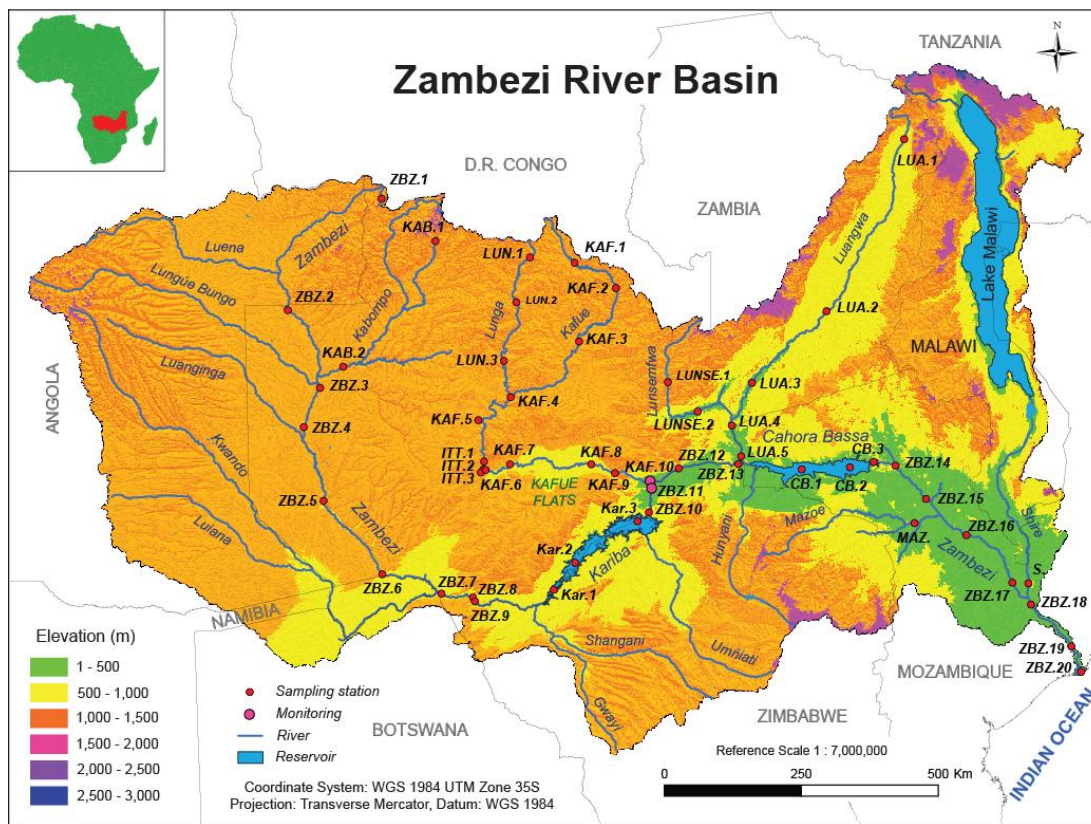 N
TANZANIA
Zambezi River Basin
D.R. CONGO
ZBZ.1
LUA.1
ZAMBIA
KAB.1
Luena
Zambezi
LUN.1
KAF.1
Luangwa
Lake Malawi
Lungue Bungo
KAF.2
ZBZ.2
LUN.2
Kabompo
Lunga
Kafue
LUA.2
KAF.3
MALAWI
ANGOLA
Luanginga
KAB.2
LUN.3
Lunsemfwa
ZBZ.3
LUNSE.1
LUA.3
KAF.4
KAF.5
LUNSE.2
LUA.4
ZBZ.4
Kwando
Cahora Bassa
ITT.1
KAF.7
KAF.8
ZBZ.12
LUA.5
CB.3
ITT.2
KAF.10
ZBZ.13
ZBZ.14
ITT.3
KAF.6
KAF.9
CB.1
CB.2
KAFUE
FLATS
ZBZ.11
ZBZ.5
Kar.3
ZBZ.10
ZBZ.15
Luiana
Zambezi
Mazoe
Shire
Kar.2
MAZ.
ZBZ.16
Kariba
Hunyani
Zambezi
ZBZ.6
ZBZ.7
ZBZ.8
ZBZ.17
S.
Kar.1
ZBZ.9
ZBZ.18
NAMIBIA
Shangani
Umniati
ZBZ.19
MOZAMBIQUE
ZBZ.20
Gwayi
BOTSWANA
ZIMBABWE
INDIAN OCEAN
Elevation (m)
1 - 500
500 - 1,000
1,000 - 1,500
1,500 - 2,000
2,000 - 2,500
2,500 - 3,000
Sampling station
Monitoring
River
Reservoir
Coordinate System: WGS 1984 UTM Zone 35S
Projection: Transverse Mercator, Datum: WGS 1984
Reference Scale 1 : 7,000,000
0 250 500 Km